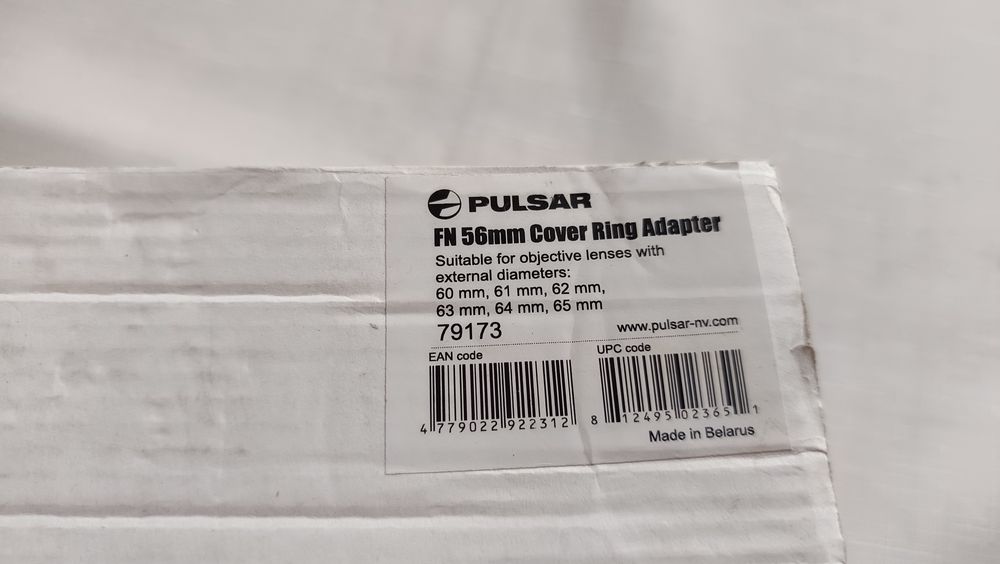 PULSAR
FN 56mm Cover Ring Adapter
Suitable for objective lenses with
external diameters:
60 mm, 61 mm, 62 mm,
63 mm, 64 mm, 65 mm
79173
www.pulsar-nv.com
EAN code
UPC code
4 779022 922312
8 12495 02365 1
Made in Belarus